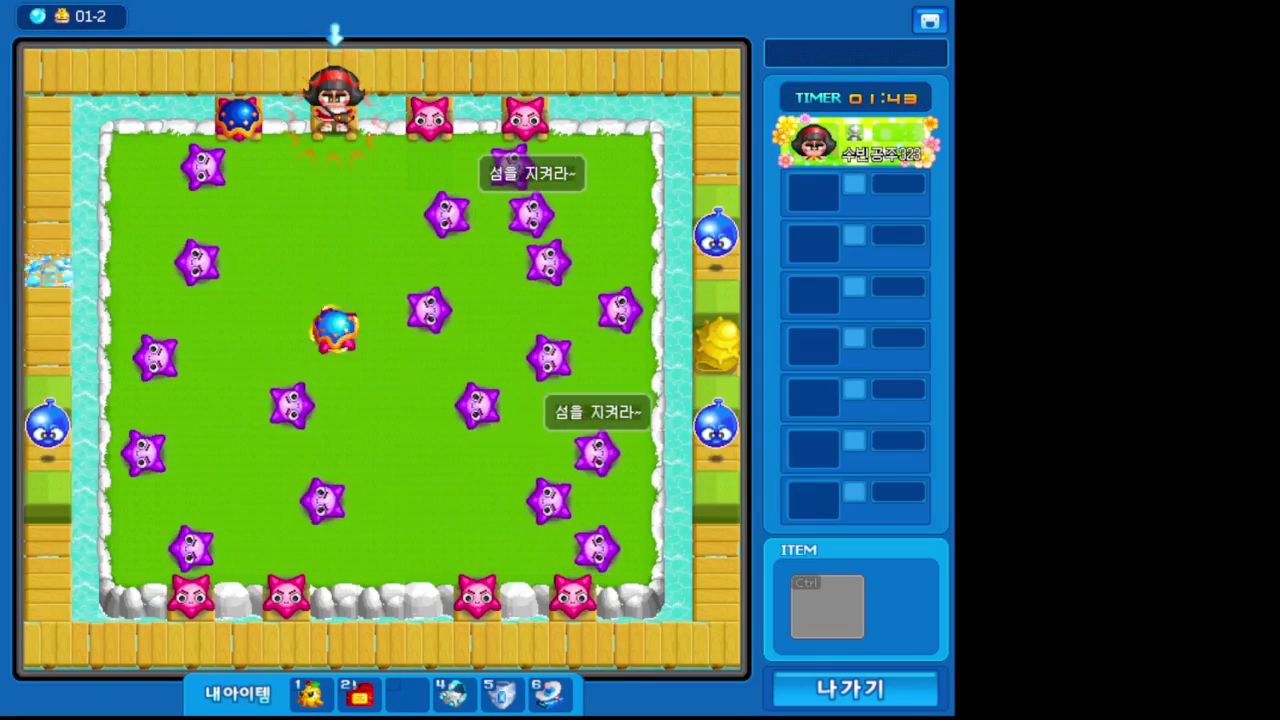 01-2
TIMER 01:43
수빈공주323
섬을 지켜라~
섬을 지켜라~
ITEM
Ctrl
내아이템
1
2
4
5
6
나가기